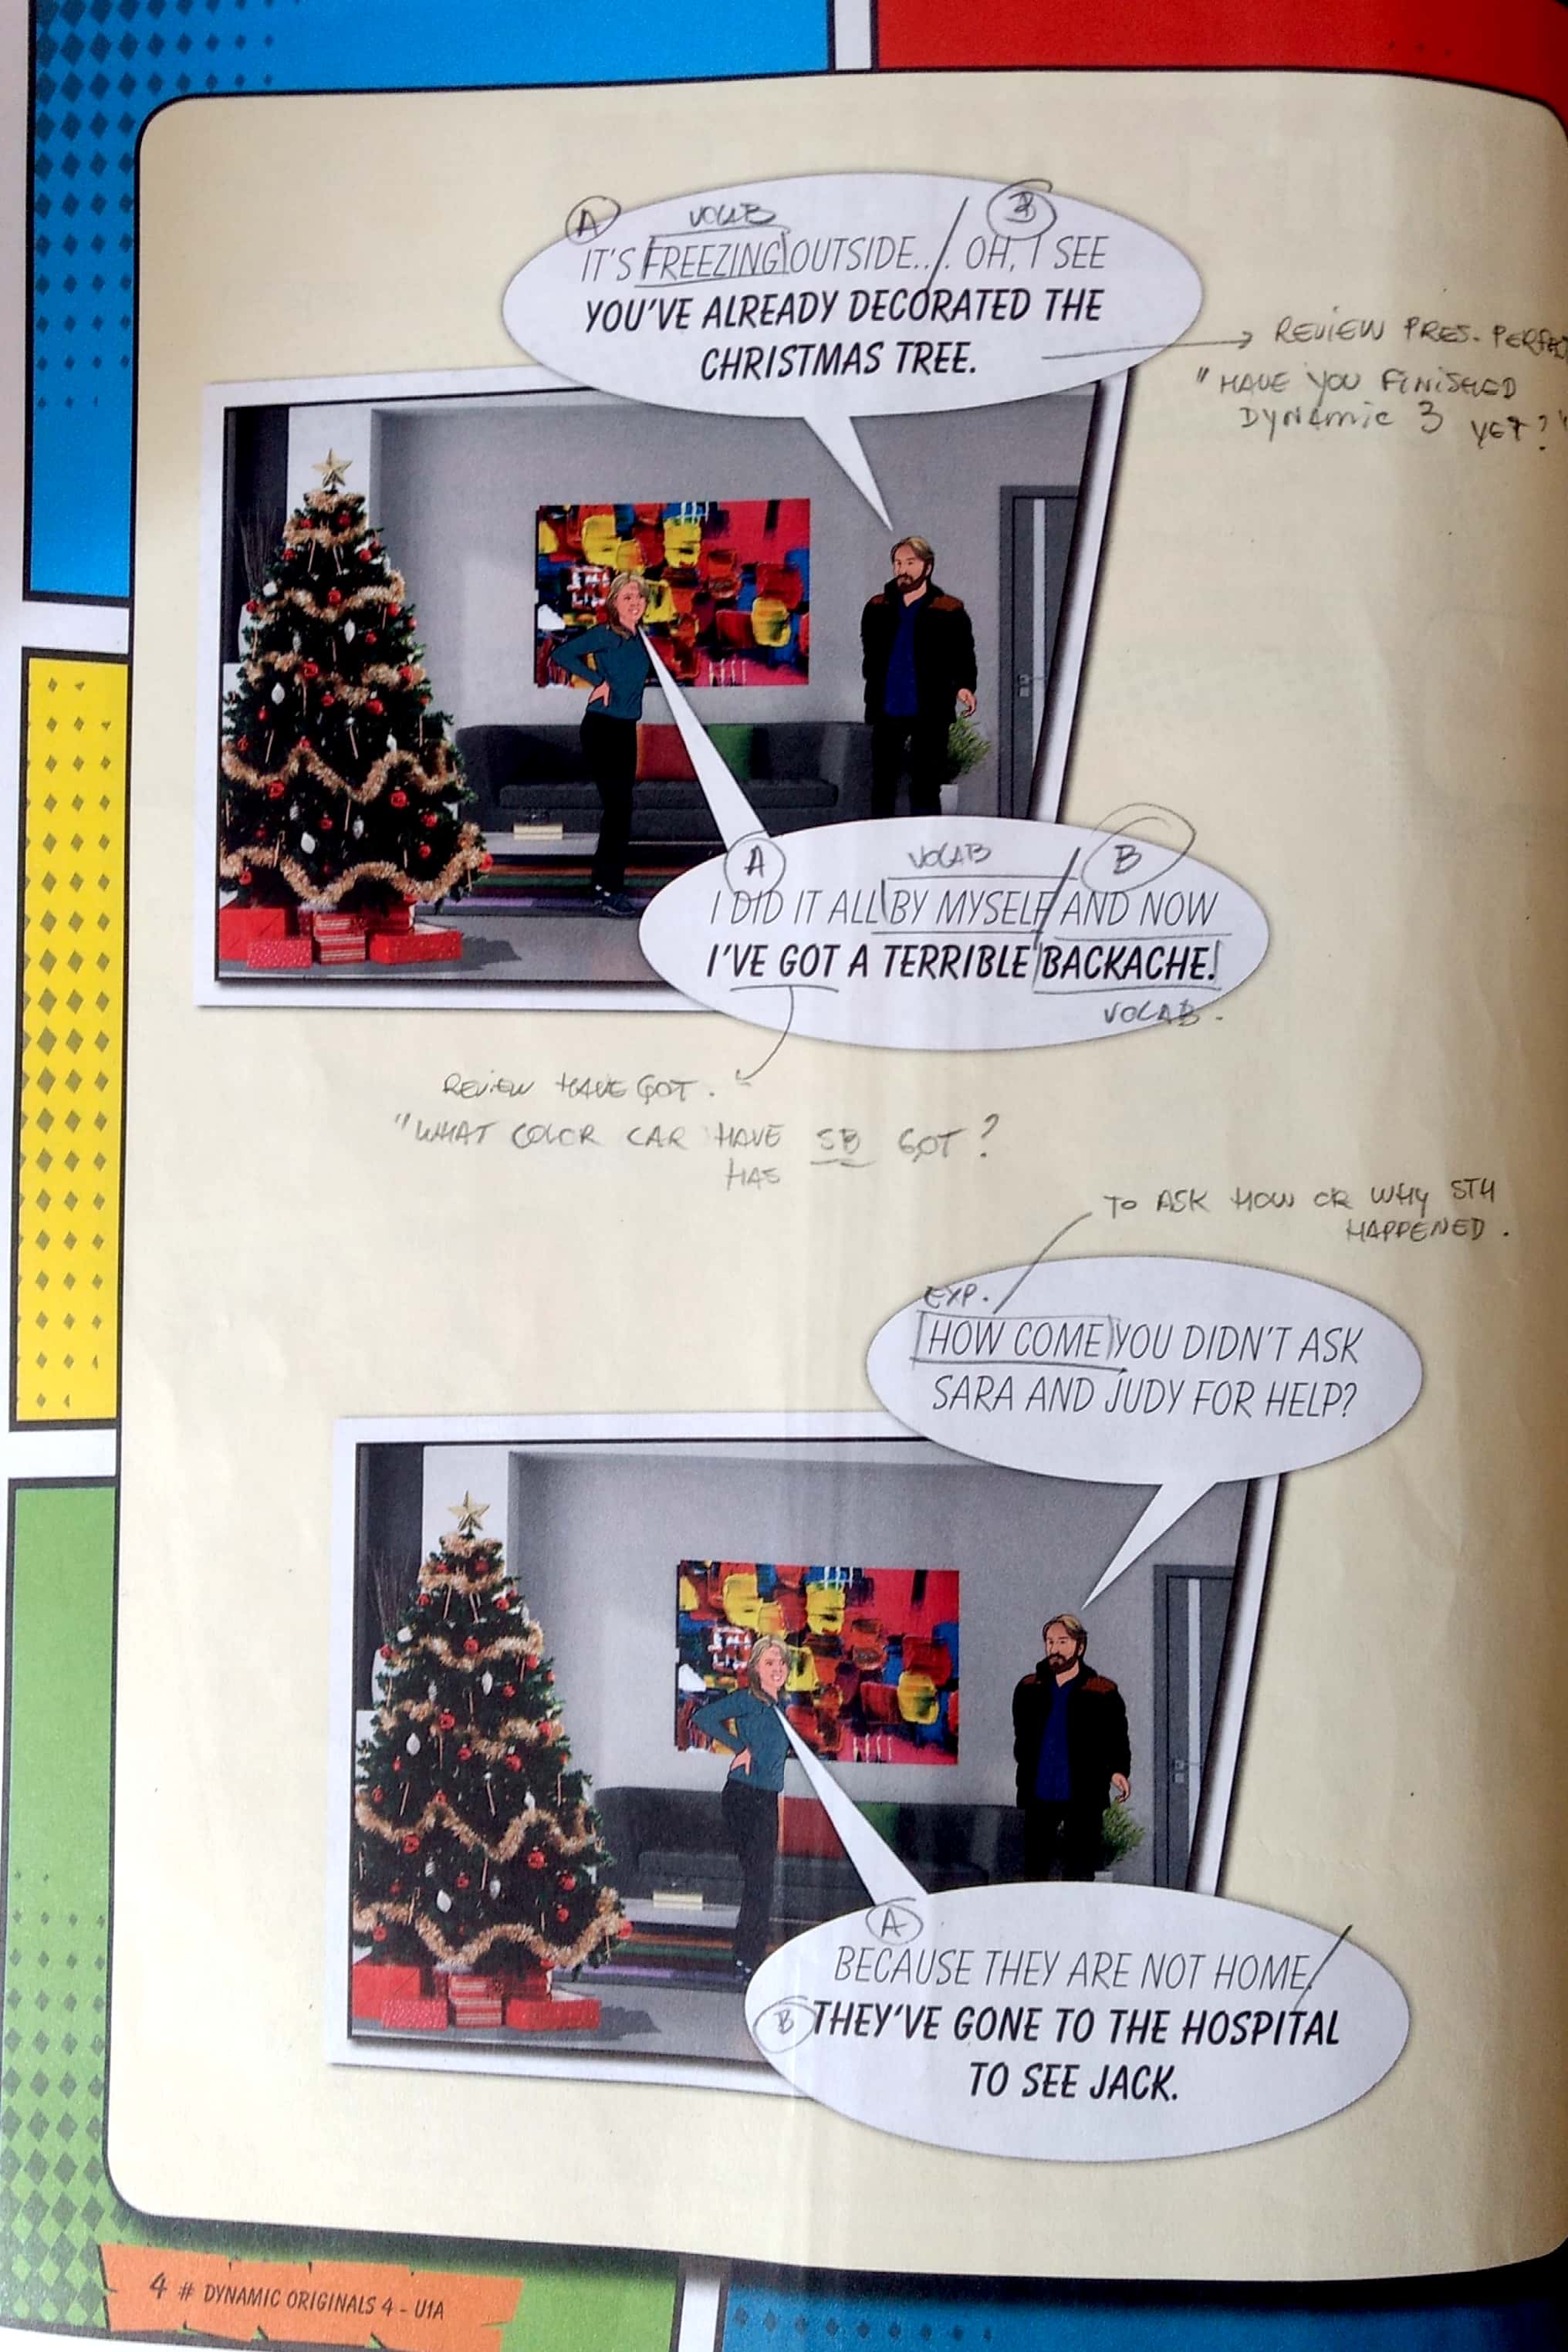 A VOCAB B
IT'S FREEZING OUTSIDE... OH, I SEE
YOU'VE ALREADY DECORATED THE
CHRISTMAS TREE.
REVIEW PRES. PERFECT
"HAVE YOU FINISHED
DYNAMIC 3 YET?"
A VOCAB B
I DID IT ALL BY MYSELF AND NOW
I'VE GOT A TERRIBLE BACKACHE!
VOCAB.
REVIEW HAVE GOT.
"WHAT COLOR CAR HAVE SB GOT?
HAS
TO ASK HOW OR WHY STH
HAPPENED.
EXP.
HOW COME YOU DIDN'T ASK
SARA AND JUDY FOR HELP?
A
BECAUSE THEY ARE NOT HOME.
B THEY'VE GONE TO THE HOSPITAL
TO SEE JACK.
4 # DYNAMIC ORIGINALS 4 - U1A